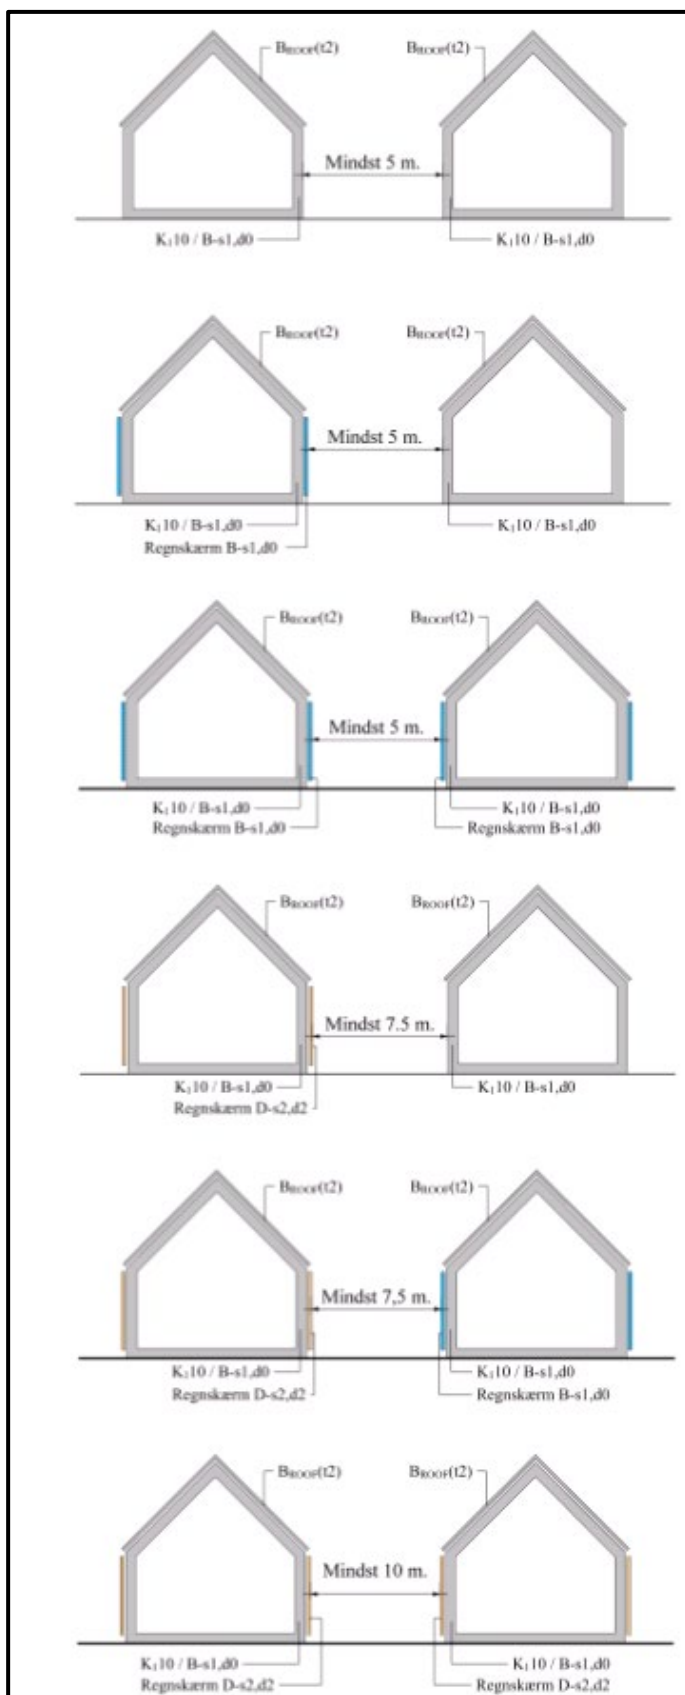 BROOF(t2) BROOF(t2)
Mindst 5 m.
K₁10 / B-s1,d0 K₁10 / B-s1,d0
BROOF(t2) BROOF(t2)
Mindst 5 m.
K₁10 / B-s1,d0 K₁10 / B-s1,d0
Regnskærm B-s1,d0
BROOF(t2) BROOF(t2)
Mindst 5 m.
K₁10 / B-s1,d0 K₁10 / B-s1,d0
Regnskærm B-s1,d0 Regnskærm B-s1,d0
BROOF(t2) BROOF(t2)
Mindst 7.5 m.
K₁10 / B-s1,d0 K₁10 / B-s1,d0
Regnskærm D-s2,d2
BROOF(t2) BROOF(t2)
Mindst 7,5 m.
K₁10 / B-s1,d0 K₁10 / B-s1,d0
Regnskærm D-s2,d2 Regnskærm B-s1,d0
BROOF(t2) BROOF(t2)
Mindst 10 m.
K₁10 / B-s1,d0 K₁10 / B-s1,d0
Regnskærm D-s2,d2 Regnskærm D-s2,d2